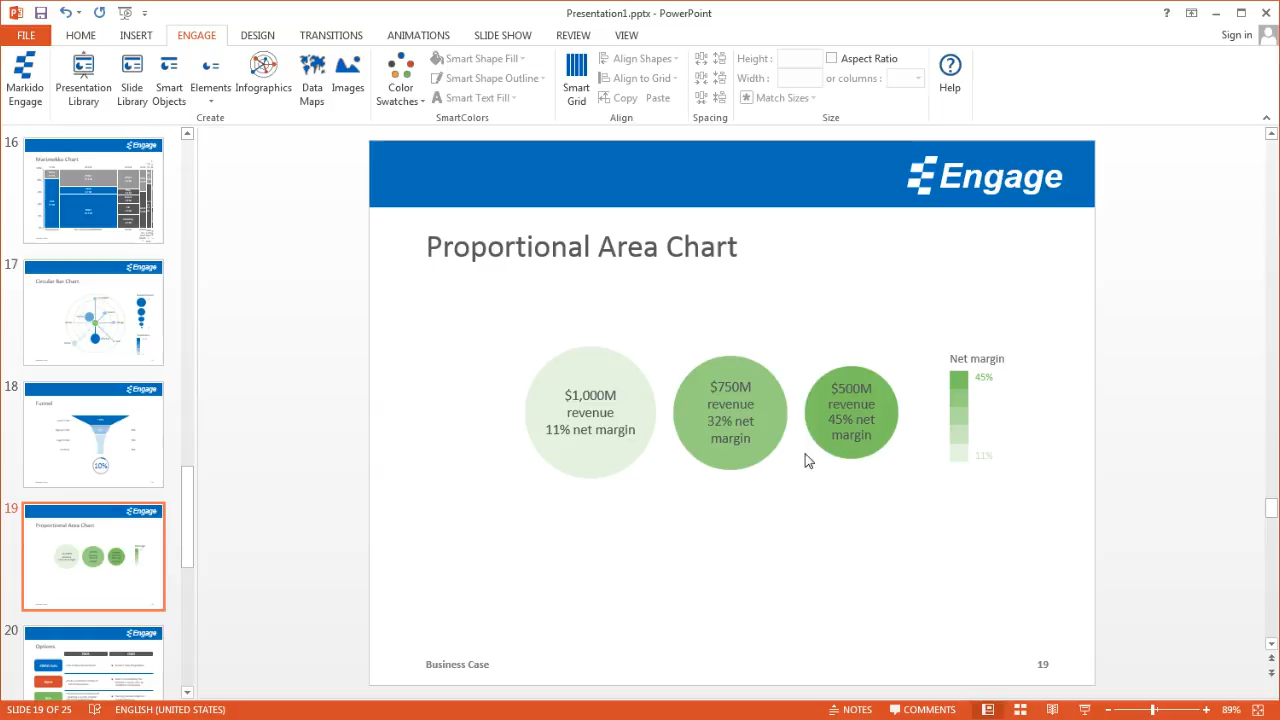 Presentation1.pptx - PowerPoint
?
FILE HOME INSERT ENGAGE DESIGN TRANSITIONS ANIMATIONS SLIDE SHOW REVIEW VIEW Sign in
Markido Engage
Presentation Library
Slide Library
Smart Objects
Elements
Infographics
Data Maps
Images
Create
Color Swatches
Smart Shape Fill
Smart Shape Outline
Smart Text Fill
SmartColors
Smart Grid
Align Shapes
Align to Grid
Copy Paste
Align
Spacing
Height :
Width :
Aspect Ratio
or columns :
Match Sizes
Size
Help
16
Engage
Marimekko Chart
17
Engage
Circular Bar Chart
18
Engage
Funnel
10%
19
Engage
Proportional Area Chart
20
Engage
Options
Engage
Proportional Area Chart
$1,000M
revenue
11% net margin
$750M
revenue
32% net
margin
$500M
revenue
45% net
margin
Net margin
45%
11%
Business Case
19
SLIDE 19 OF 25 ENGLISH (UNITED STATES) NOTES COMMENTS 89%